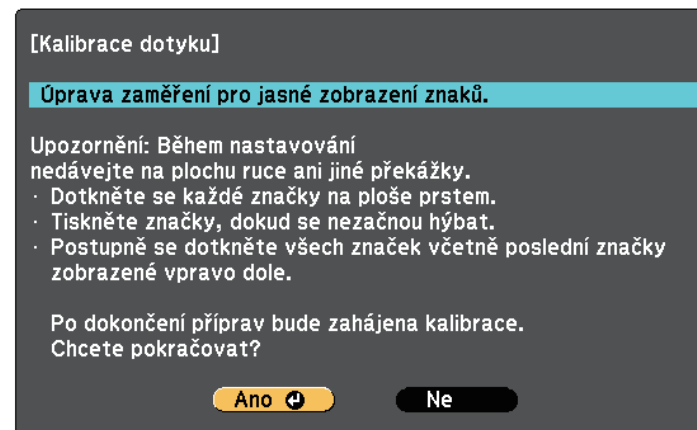 [Kalibrace dotyku]
Úprava zaměření pro jasné zobrazení znaků.
Upozornění: Během nastavování
nedávejte na plochu ruce ani jiné překážky.
· Dotkněte se každé značky na ploše prstem.
· Tiskněte značky, dokud se nezačnou hýbat.
· Postupně se dotkněte všech značek včetně poslední značky
zobrazené vpravo dole.
Po dokončení příprav bude zahájena kalibrace.
Chcete pokračovat?
Ano Ne